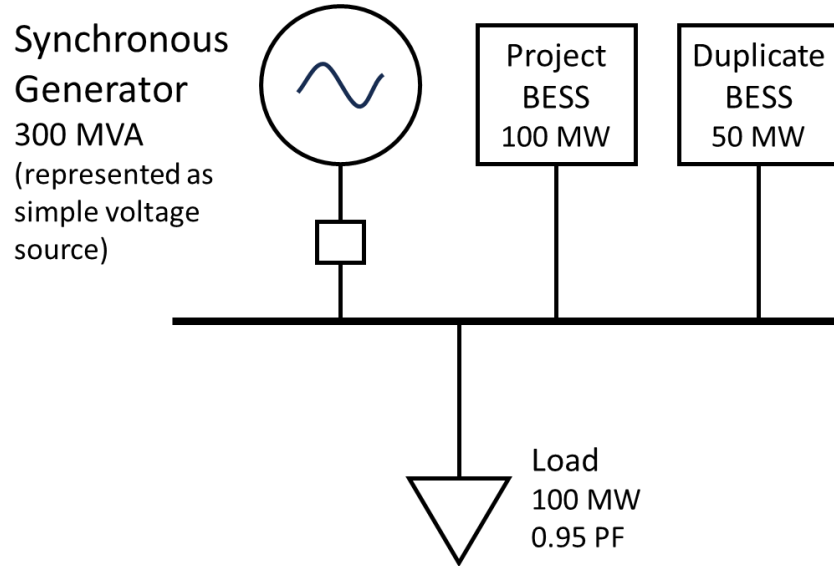 Synchronous
Generator
300 MVA
(represented as
simple voltage
source)
Project
BESS
100 MW
Duplicate
BESS
50 MW
Load
100 MW
0.95 PF